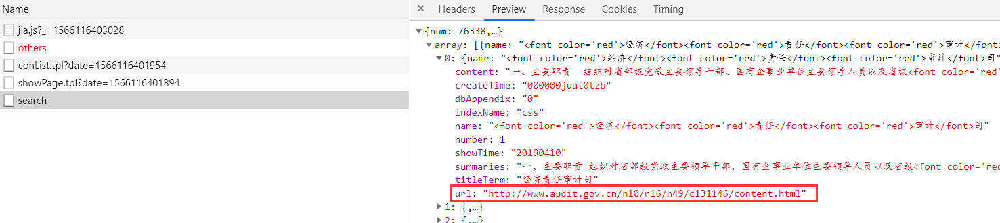 Name
× Headers Preview Response Cookies Timing
jia.js?_=1566116403028
others
conList.tpl?date=1566116401954
showPage.tpl?date=1566116401894
search
▼{num: 76338,…}
▼array: [{name: "<font color='red'>经济</font><font color='red'>责任</font><font color='red'>审计</font>
▼0: {name: "<font color='red'>经济</font><font color='red'>责任</font><font color='red'>审计</font>司"
content: "一、主要职责 组织对省部级党政主要领导干部、国有企事业单位主要领导人员以及省级<font color='red'
createTime: "000000juat0tzb"
dbAppendix: "0"
indexName: "css"
name: "<font color='red'>经济</font><font color='red'>责任</font><font color='red'>审计</font>司"
number: 1
showTime: "20190410"
summaries: "一、主要职责 组织对省部级党政主要领导干部、国有企事业单位主要领导人员以及省级<font color='re
titleTerm: "经济责任审计司"
url: "http://www.audit.gov.cn/n10/n16/n49/c131146/content.html"
▶1: {,…}
▶2: {,…}